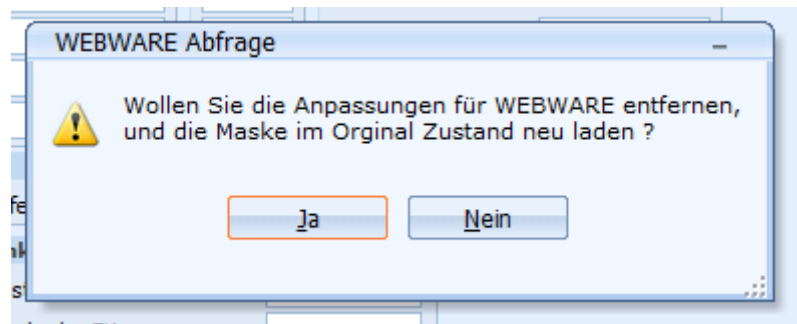 WEBWARE Abfrage
Wollen Sie die Anpassungen für WEBWARE entfernen,
und die Maske im Orginal Zustand neu laden ?
Ja
Nein